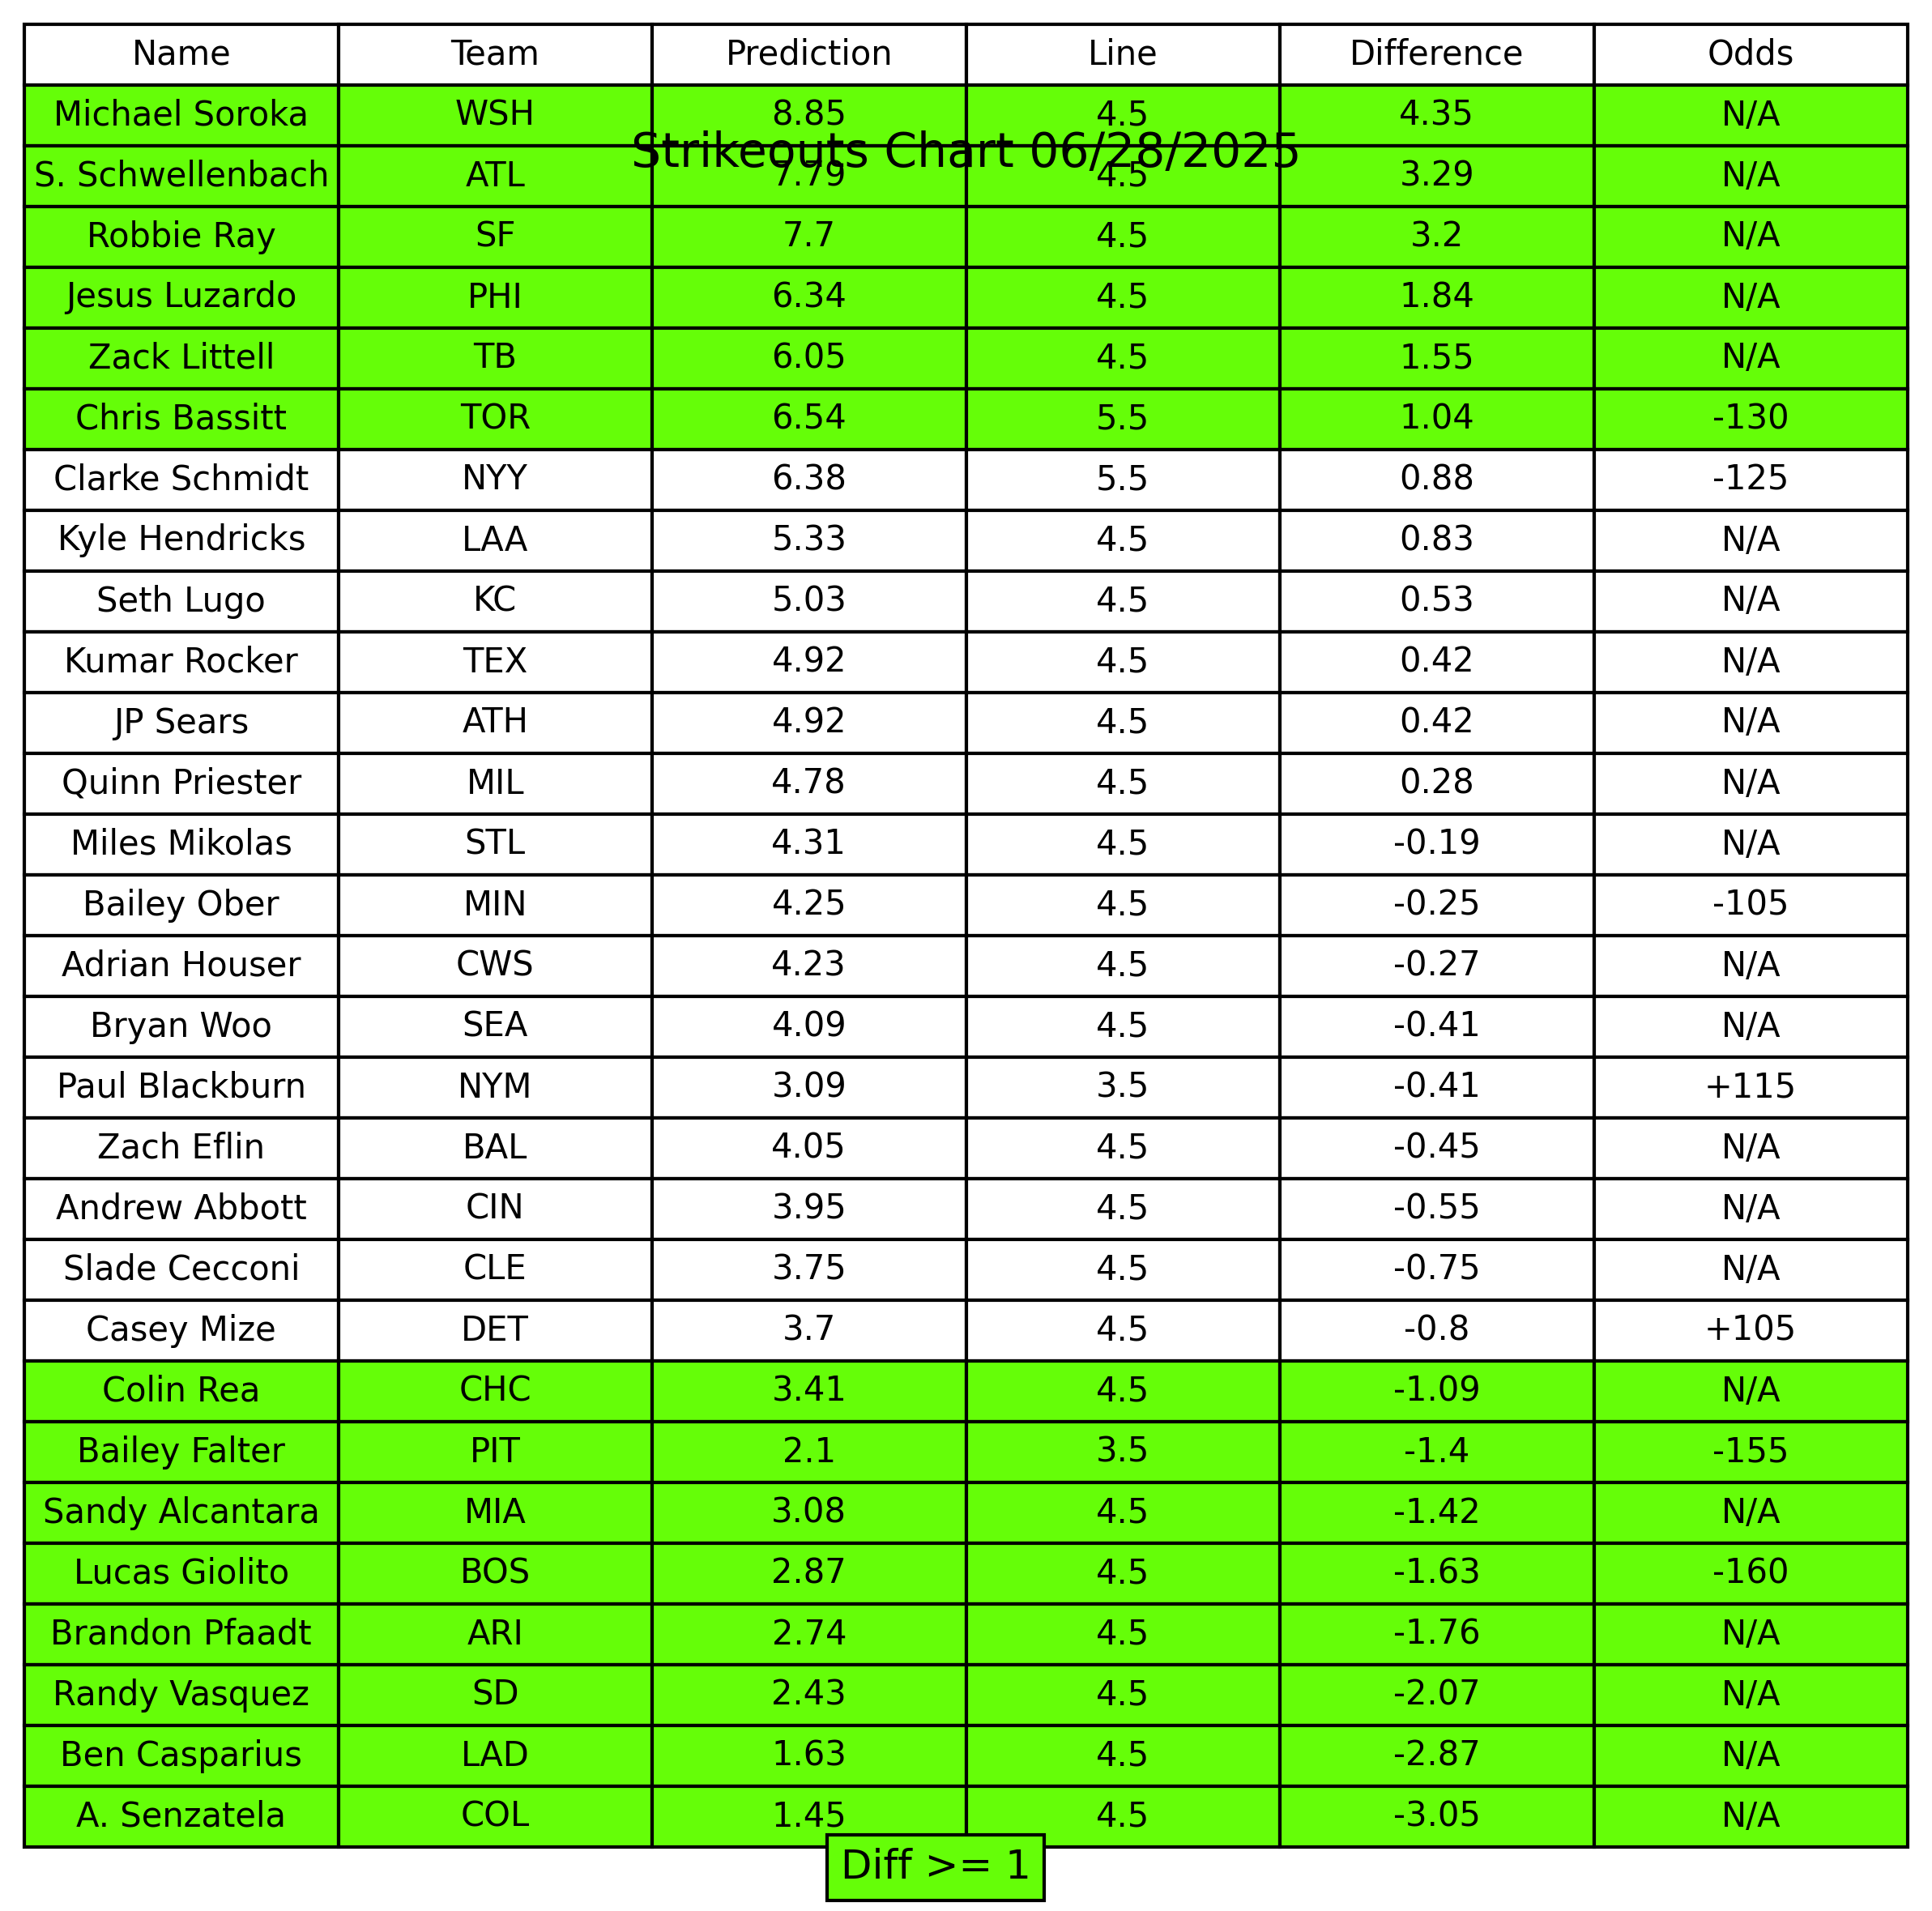 Name Team Prediction Line Difference Odds
Michael Soroka WSH 8.85 4.5 4.35 N/A
Strikeouts Chart 06/28/2025
S. Schwellenbach ATL 7.79 4.5 3.29 N/A
Robbie Ray SF 7.7 4.5 3.2 N/A
Jesus Luzardo PHI 6.34 4.5 1.84 N/A
Zack Littell TB 6.05 4.5 1.55 N/A
Chris Bassitt TOR 6.54 5.5 1.04 -130
Clarke Schmidt NYY 6.38 5.5 0.88 -125
Kyle Hendricks LAA 5.33 4.5 0.83 N/A
Seth Lugo KC 5.03 4.5 0.53 N/A
Kumar Rocker TEX 4.92 4.5 0.42 N/A
JP Sears ATH 4.92 4.5 0.42 N/A
Quinn Priester MIL 4.78 4.5 0.28 N/A
Miles Mikolas STL 4.31 4.5 -0.19 N/A
Bailey Ober MIN 4.25 4.5 -0.25 -105
Adrian Houser CWS 4.23 4.5 -0.27 N/A
Bryan Woo SEA 4.09 4.5 -0.41 N/A
Paul Blackburn NYM 3.09 3.5 -0.41 +115
Zach Eflin BAL 4.05 4.5 -0.45 N/A
Andrew Abbott CIN 3.95 4.5 -0.55 N/A
Slade Cecconi CLE 3.75 4.5 -0.75 N/A
Casey Mize DET 3.7 4.5 -0.8 +105
Colin Rea CHC 3.41 4.5 -1.09 N/A
Bailey Falter PIT 2.1 3.5 -1.4 -155
Sandy Alcantara MIA 3.08 4.5 -1.42 N/A
Lucas Giolito BOS 2.87 4.5 -1.63 -160
Brandon Pfaadt ARI 2.74 4.5 -1.76 N/A
Randy Vasquez SD 2.43 4.5 -2.07 N/A
Ben Casparius LAD 1.63 4.5 -2.87 N/A
A. Senzatela COL 1.45 4.5 -3.05 N/A
Diff >= 1